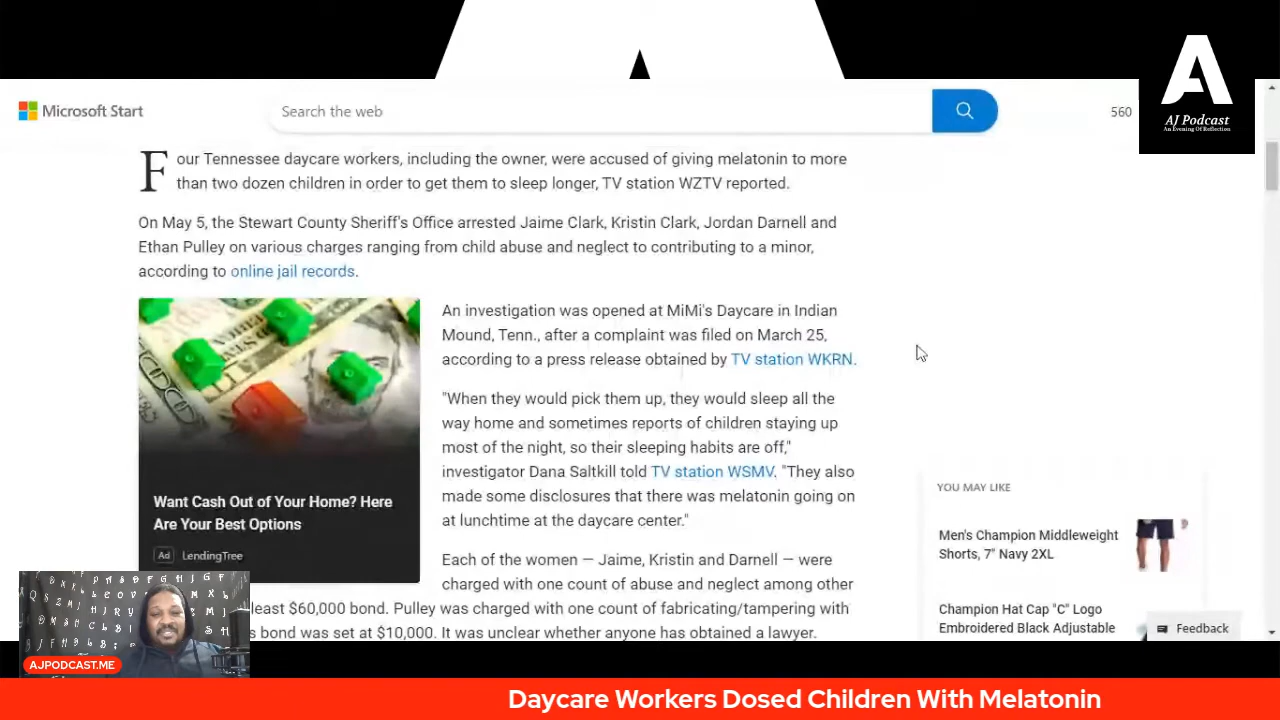 Microsoft Start
Search the web
560
AJ Podcast
An Evening Of Reflection
Four Tennessee daycare workers, including the owner, were accused of giving melatonin to more
than two dozen children in order to get them to sleep longer, TV station WZTV reported.
On May 5, the Stewart County Sheriff's Office arrested Jaime Clark, Kristin Clark, Jordan Darnell and
Ethan Pulley on various charges ranging from child abuse and neglect to contributing to a minor,
according to online jail records.
An investigation was opened at MiMi's Daycare in Indian
Mound, Tenn., after a complaint was filed on March 25,
according to a press release obtained by TV station WKRN.
"When they would pick them up, they would sleep all the
way home and sometimes reports of children staying up
most of the night, so their sleeping habits are off,"
investigator Dana Saltkill told TV station WSMV. "They also
made some disclosures that there was melatonin going on
at lunchtime at the daycare center."
Each of the women — Jaime, Kristin and Darnell — were
charged with one count of abuse and neglect among other
least $60,000 bond. Pulley was charged with one count of fabricating/tampering with
s bond was set at $10,000. It was unclear whether anyone has obtained a lawyer.
Want Cash Out of Your Home? Here
Are Your Best Options
Ad LendingTree
YOU MAY LIKE
Men's Champion Middleweight
Shorts, 7" Navy 2XL
Champion Hat Cap "C" Logo
Embroidered Black Adjustable
Feedback
AJPODCAST.ME
Daycare Workers Dosed Children With Melatonin